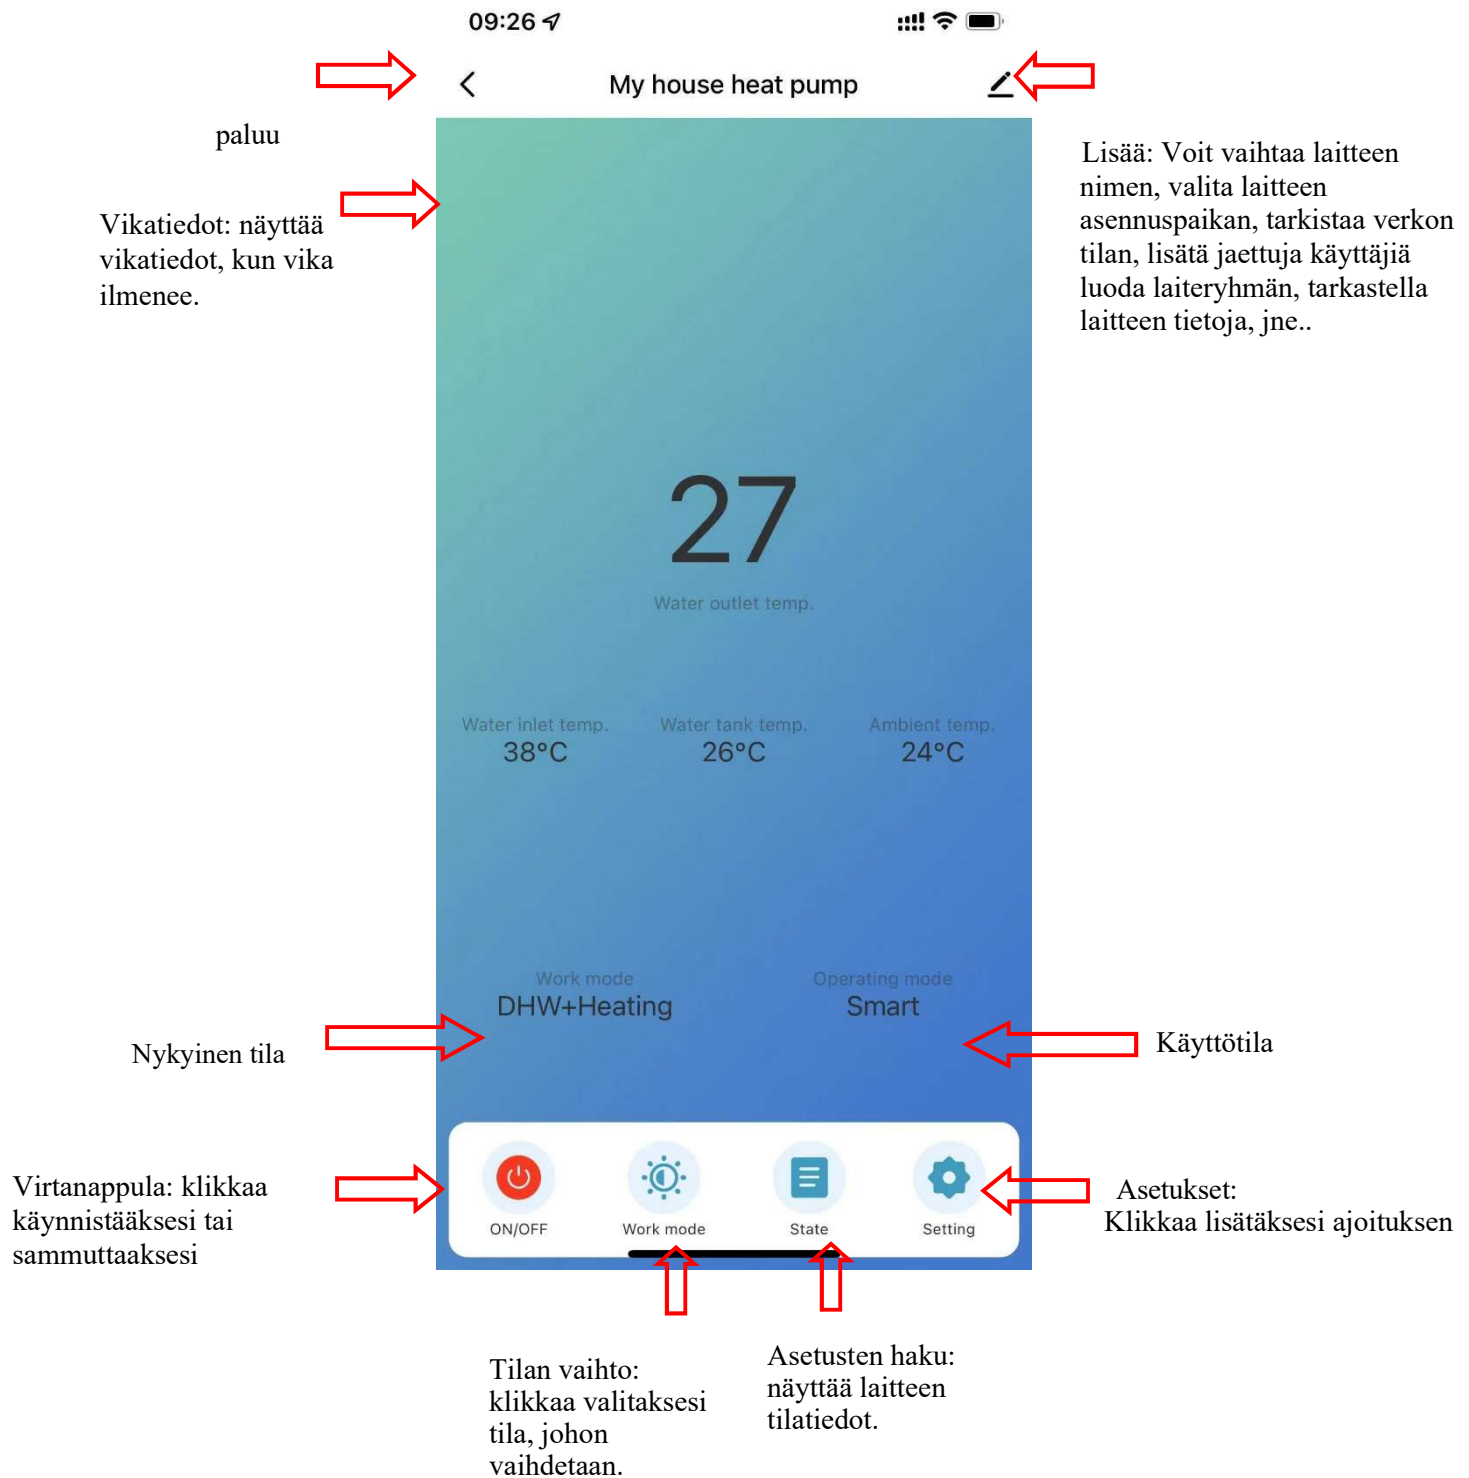 09:26
My house heat pump
paluu
Vikatiedot: näyttää
vikatiedot, kun vika
ilmenee.
Lisää: Voit vaihtaa laitteen
nimen, valita laitteen
asennuspaikan, tarkistaa verkon
tilan, lisätä jaettuja käyttäjiä
luoda laiteryhmän, tarkastella
laitteen tietoja, jne..
27
Water outlet temp.
Water inlet temp.
38°C
Water tank temp.
26°C
Ambient temp.
24°C
Work mode
DHW+Heating
Operating mode
Smart
Nykyinen tila
Käyttötila
Virtanappula: klikkaa
käynnistääksesi tai
sammuttaaksesi
ON/OFF
Work mode
State
Setting
Asetukset:
Klikkaa lisätäksesi ajoituksen
Tilan vaihto:
klikkaa valitaksesi
tila, johon
vaihdetaan.
Asetusten haku:
näyttää laitteen
tilatiedot.